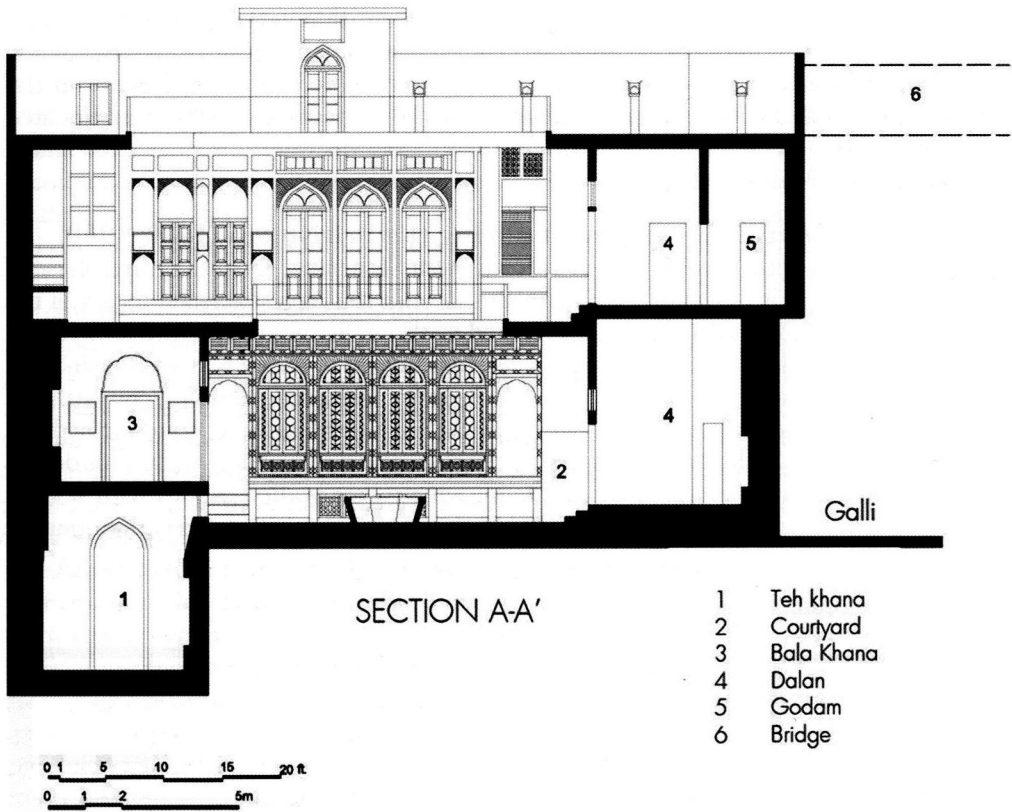 6
4
5
3
4
2
Galli
1
SECTION A-A'
1 Teh khana
2 Courtyard
3 Bala Khana
4 Dalan
5 Godam
6 Bridge
0 1 5 10 15 20 ft.
0 1 2 5m